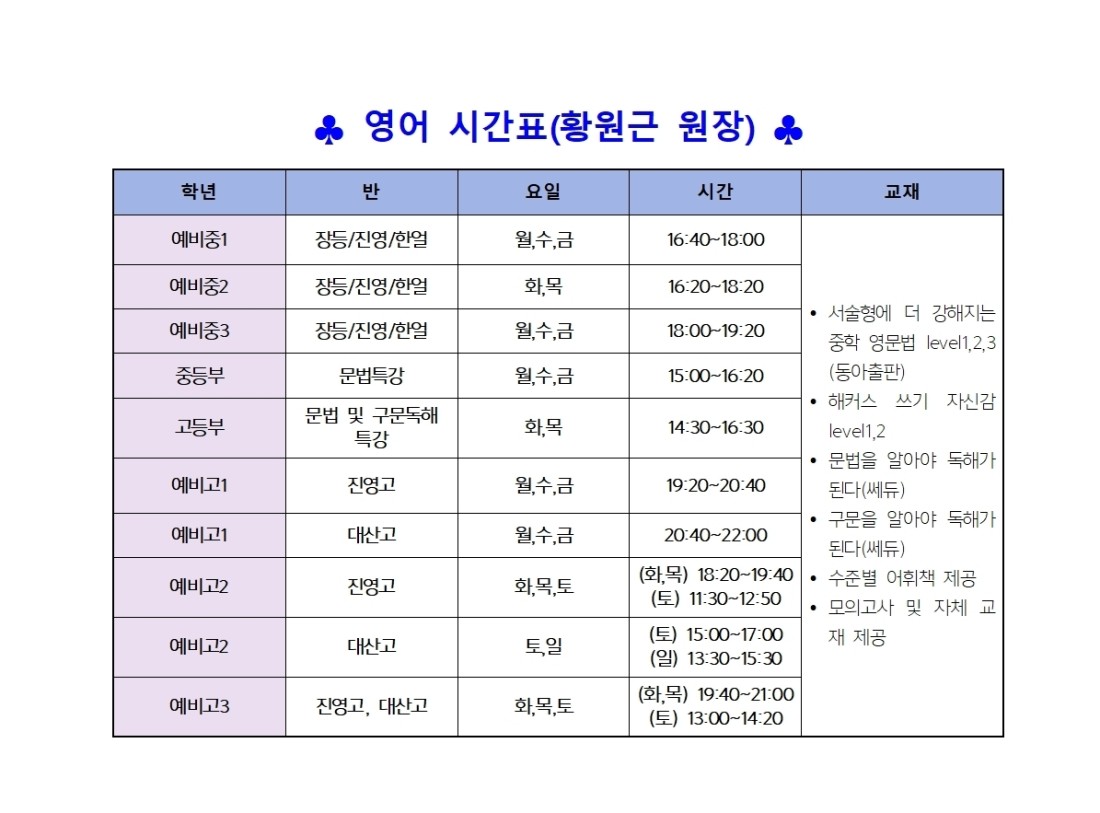 ♣ 영어 시간표(황원근 원장) ♣
학년 반 요일 시간 교재
예비중1 장등/진영/한얼 월,수,금 16:40~18:00
예비중2 장등/진영/한얼 화,목 16:20~18:20
예비중3 장등/진영/한얼 월,수,금 18:00~19:20
중등부 문법특강 월,수,금 15:00~16:20
고등부 문법 및 구문독해
특강 화,목 14:30~16:30
예비고1 진영고 월,수,금 19:20~20:40
예비고1 대산고 월,수,금 20:40~22:00
예비고2 진영고 화,목,토 (화,목) 18:20~19:40
(토) 11:30~12:50
예비고2 대산고 토,일 (토) 15:00~17:00
(일) 13:30~15:30
예비고3 진영고, 대산고 화,목,토 (화,목) 19:40~21:00
(토) 13:00~14:20
• 서술형에 더 강해지는
중학 영문법 level1,2,3
(동아출판)
• 해커스 쓰기 자신감
level1,2
• 문법을 알아야 독해가
된다(쎄듀)
• 구문을 알아야 독해가
된다(쎄듀)
• 수준별 어휘책 제공
• 모의고사 및 자체 교
재 제공